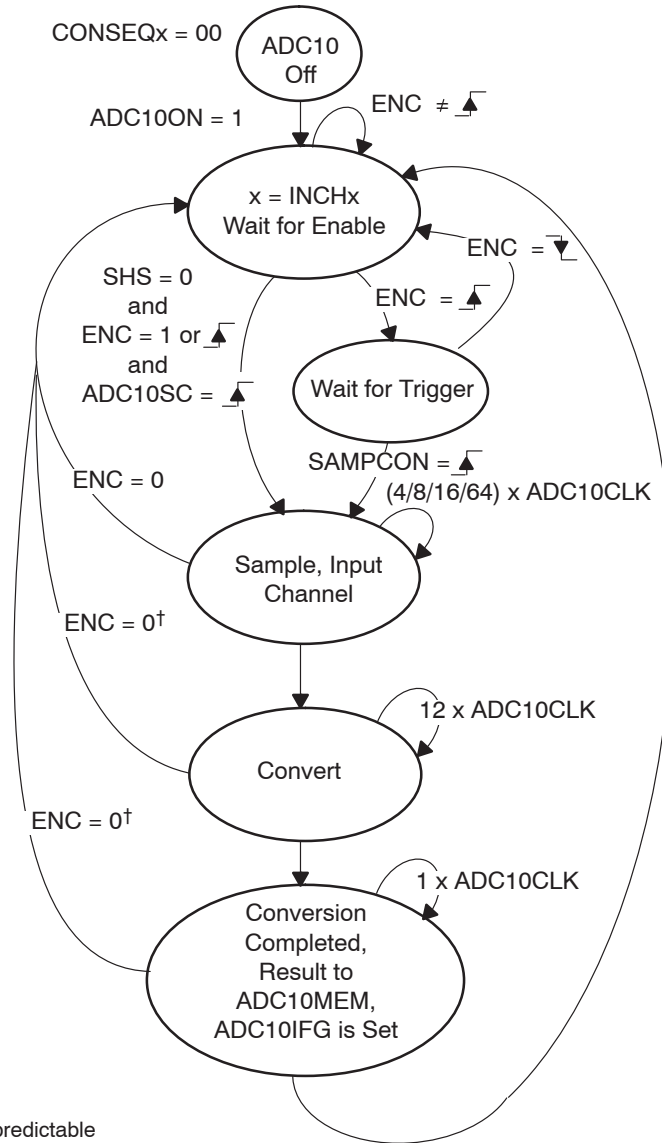 CONSEQx = 00
ADC10
Off
ADC10ON = 1
ENC ≠
x = INCHx
Wait for Enable
ENC =
SHS = 0
and
ENC = 1 or
and
ADC10SC =
ENC =
Wait for Trigger
SAMPCON =
(4/8/16/64) x ADC10CLK
ENC = 0
Sample, Input
Channel
ENC = 0†
12 x ADC10CLK
Convert
ENC = 0†
1 x ADC10CLK
Conversion
Completed,
Result to
ADC10MEM,
ADC10IFG is Set
predictable